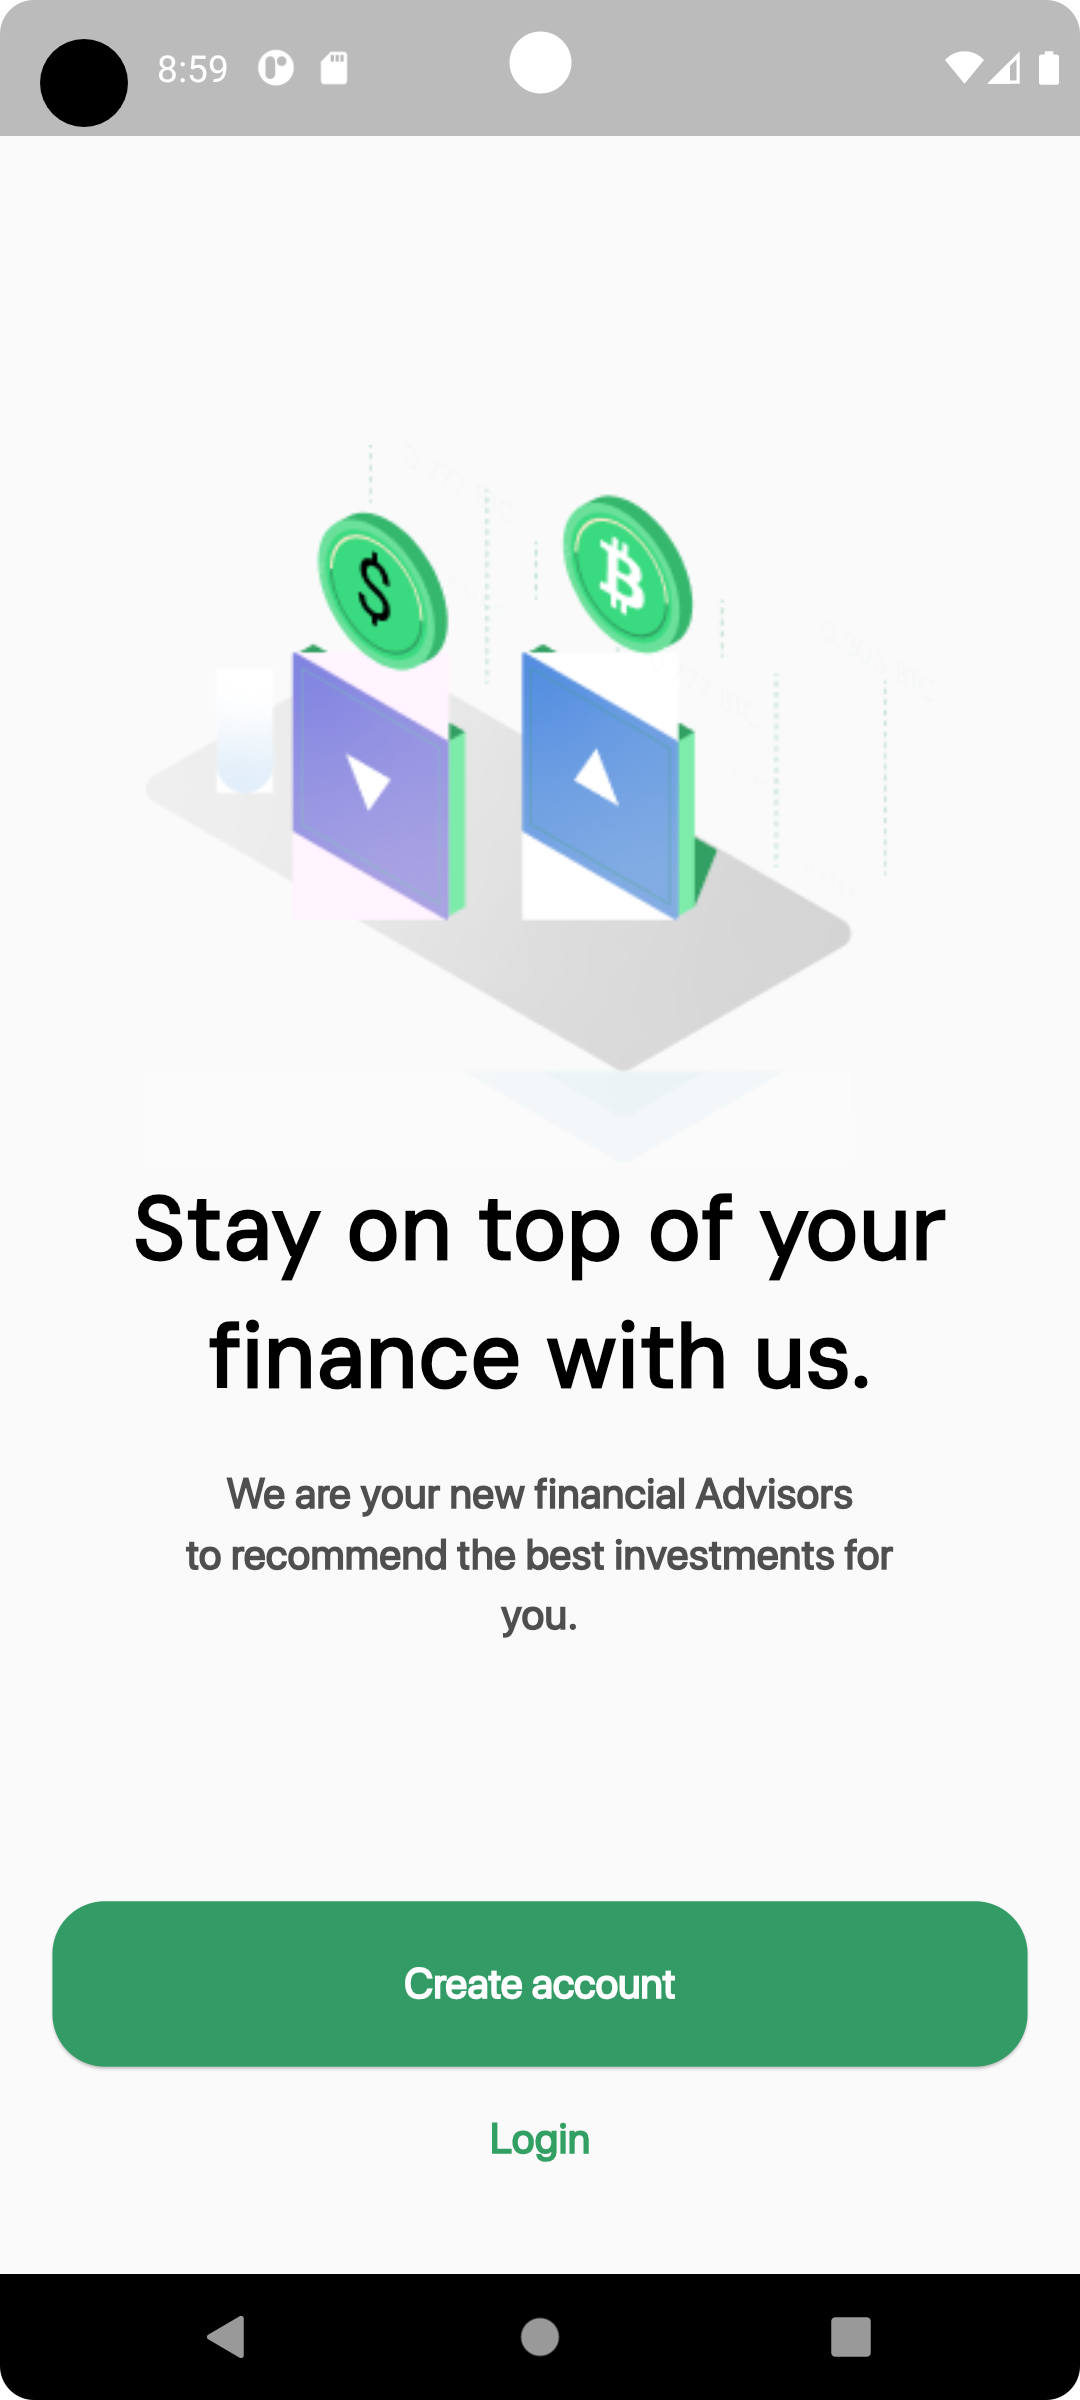 8:59
Stay on top of your
finance with us.
We are your new financial Advisors
to recommend the best investments for
you.
Create account
Login